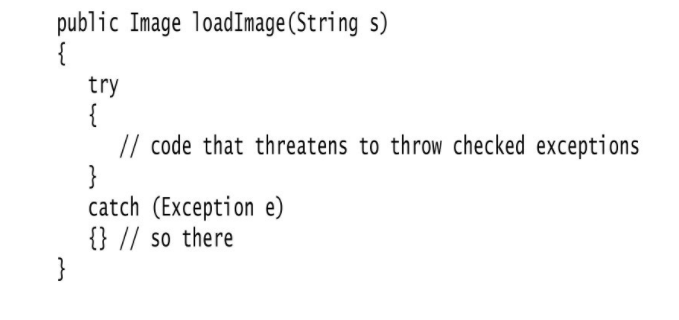 public Image loadImage(String s)
{
try
{
// code that threatens to throw checked exceptions
}
catch (Exception e)
{} // so there
}